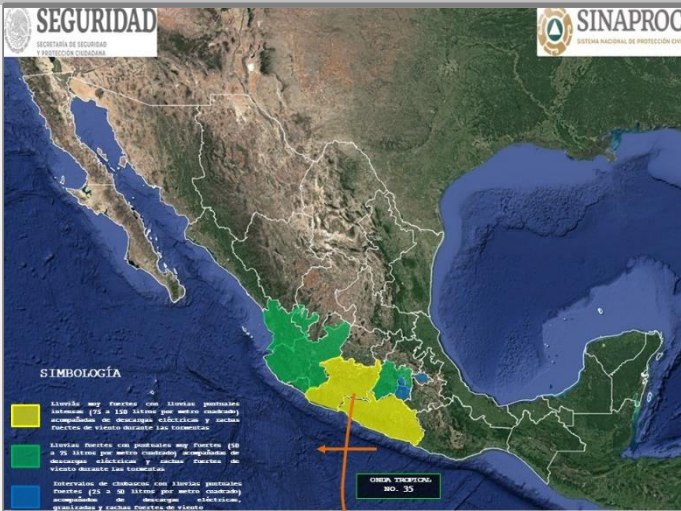 SEGURIDAD
SECRETARÍA DE SEGURIDAD
Y PROTECCIÓN CIUDADANA
SINAPROC
SISTEMA NACIONAL DE PROTECCIÓN CIVI
SIMBOLOGÍA
Lluvias muy fuertes con lluvias puntuales
intensas (75 a 150 litros por metro cuadrado)
acompañadas de descargas eléctricas y rachas
fuertes de viento durante las tormentas
Lluvias fuertes con puntuales muy fuertes (50
a 75 litros por metro cuadrado) acompañadas de
descargas eléctricas y rachas fuertes de
viento durante las tormentas
Intervalos de chubascos con lluvias puntuales
fuertes (25 a 50 litros por metro cuadrado)
acompañados de descargas eléctricas,
granizadas y rachas fuertes de viento
ONDA TROPICAL
NO. 35